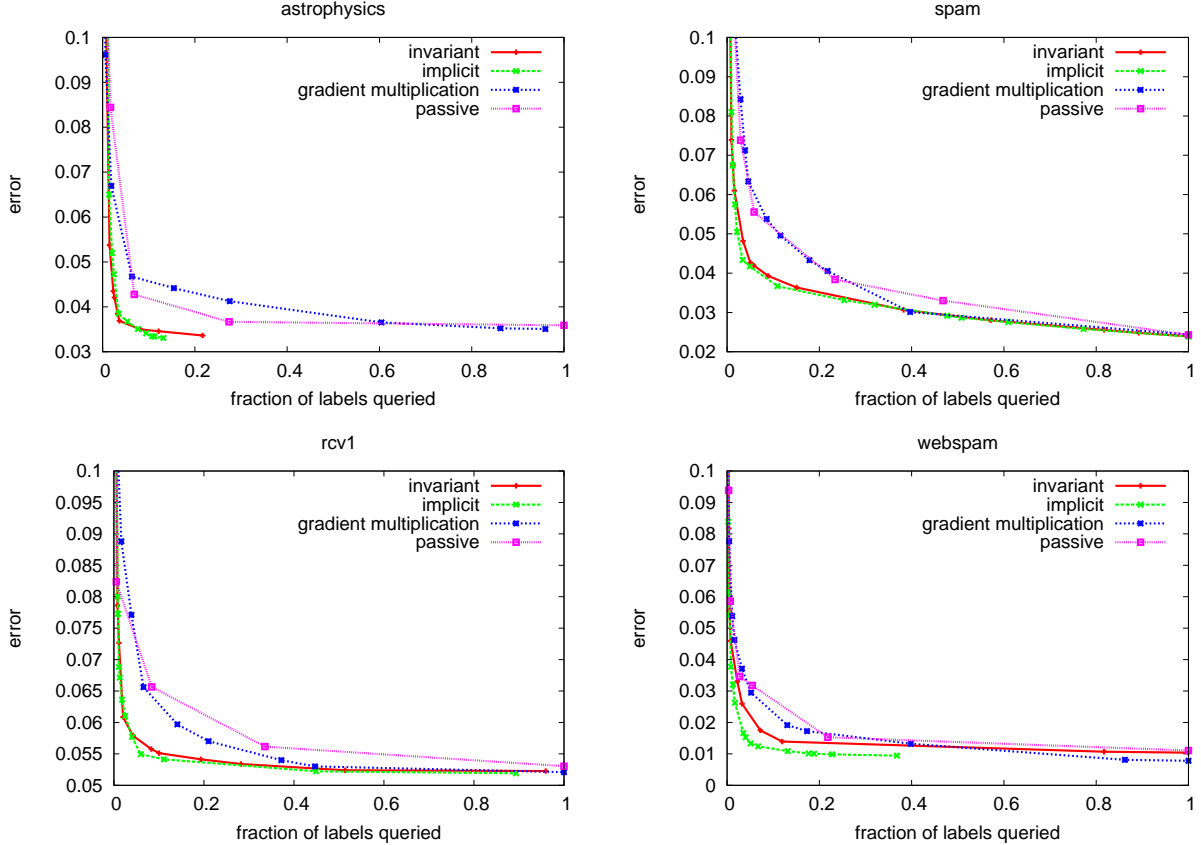 astrophysics
0.1
0.09
0.08
0.07
0.06
0.05
0.04
0.03
error
0 0.2 0.4 0.6 0.8 1
fraction of labels queried
invariant
implicit
gradient multiplication
passive
spam
0.1
0.09
0.08
0.07
0.06
0.05
0.04
0.03
0.02
error
0 0.2 0.4 0.6 0.8 1
fraction of labels queried
invariant
implicit
gradient multiplication
passive
rcv1
0.1
0.095
0.09
0.085
0.08
0.075
0.07
0.065
0.06
0.055
0.05
error
0 0.2 0.4 0.6 0.8 1
fraction of labels queried
invariant
implicit
gradient multiplication
passive
webspam
0.1
0.09
0.08
0.07
0.06
0.05
0.04
0.03
0.02
0.01
0
error
0 0.2 0.4 0.6 0.8 1
fraction of labels queried
invariant
implicit
gradient multiplication
passive